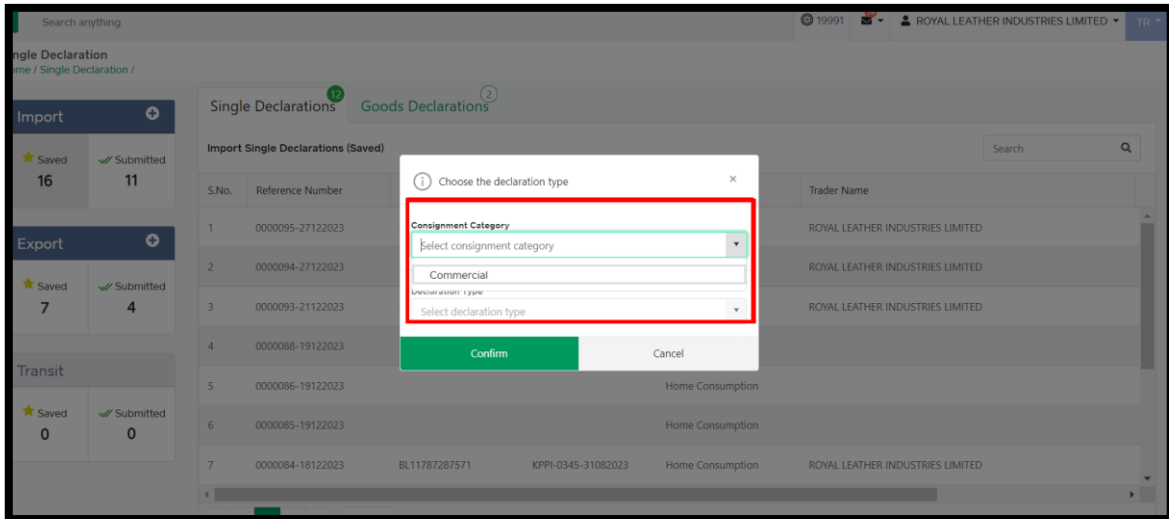 Search anything
19991
ROYAL LEATHER INDUSTRIES LIMITED
TR
ngle Declaration
ome / Single Declaration /
Import
Saved
Submitted
16
11
Export
Saved
Submitted
7
4
Transit
Saved
Submitted
0
0
Single Declarations 12
Goods Declarations 2
Import Single Declarations (Saved)
Search
S.No. Reference Number Trader Name
1 0000095-27122023 ROYAL LEATHER INDUSTRIES LIMITED
2 0000094-27122023 ROYAL LEATHER INDUSTRIES LIMITED
3 0000093-21122023 ROYAL LEATHER INDUSTRIES LIMITED
4 0000088-19122023
5 0000086-19122023 Home Consumption
6 0000085-19122023 Home Consumption
7 0000084-18122023 BL11787287571 KPPI-0345-31082023 Home Consumption ROYAL LEATHER INDUSTRIES LIMITED
Choose the declaration type
Consignment Category
Select consignment category
Commercial
Declaration Type
Select declaration type
Confirm
Cancel